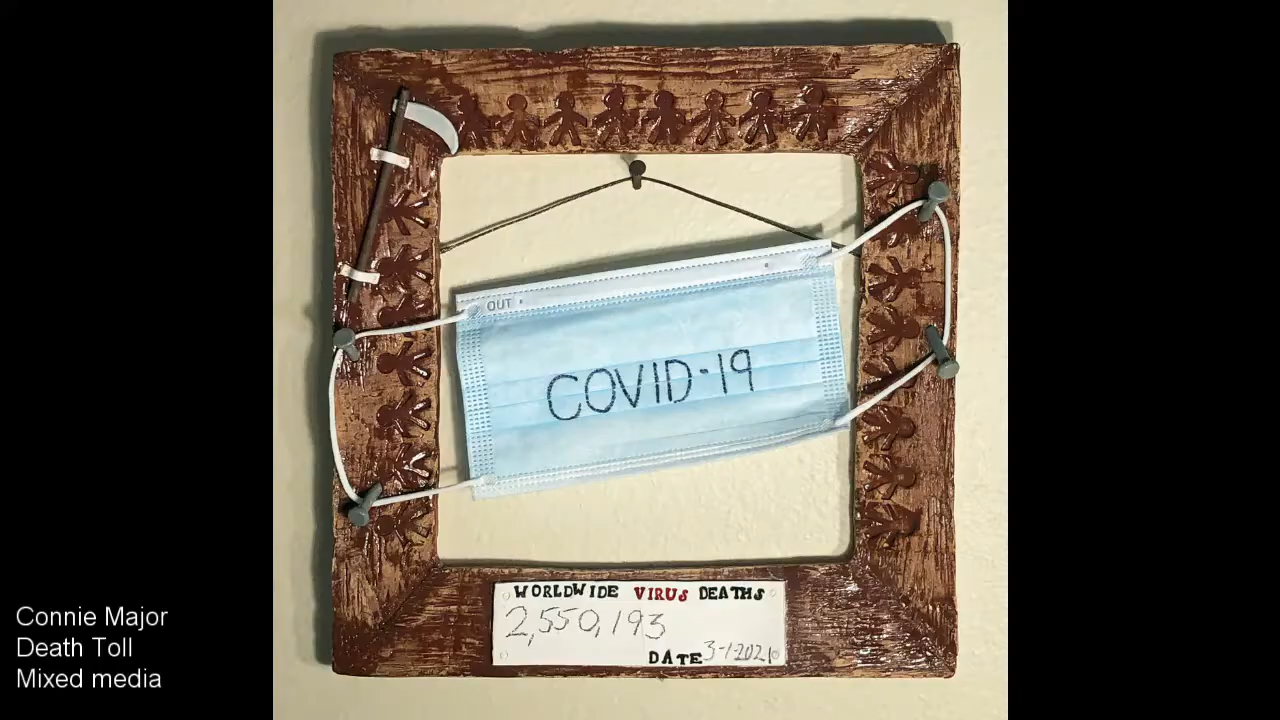 OUT
COVID-19
WORLDWIDE VIRUS DEATHS
2,550,193
DATE 3-1-2021
Connie Major
Death Toll
Mixed media